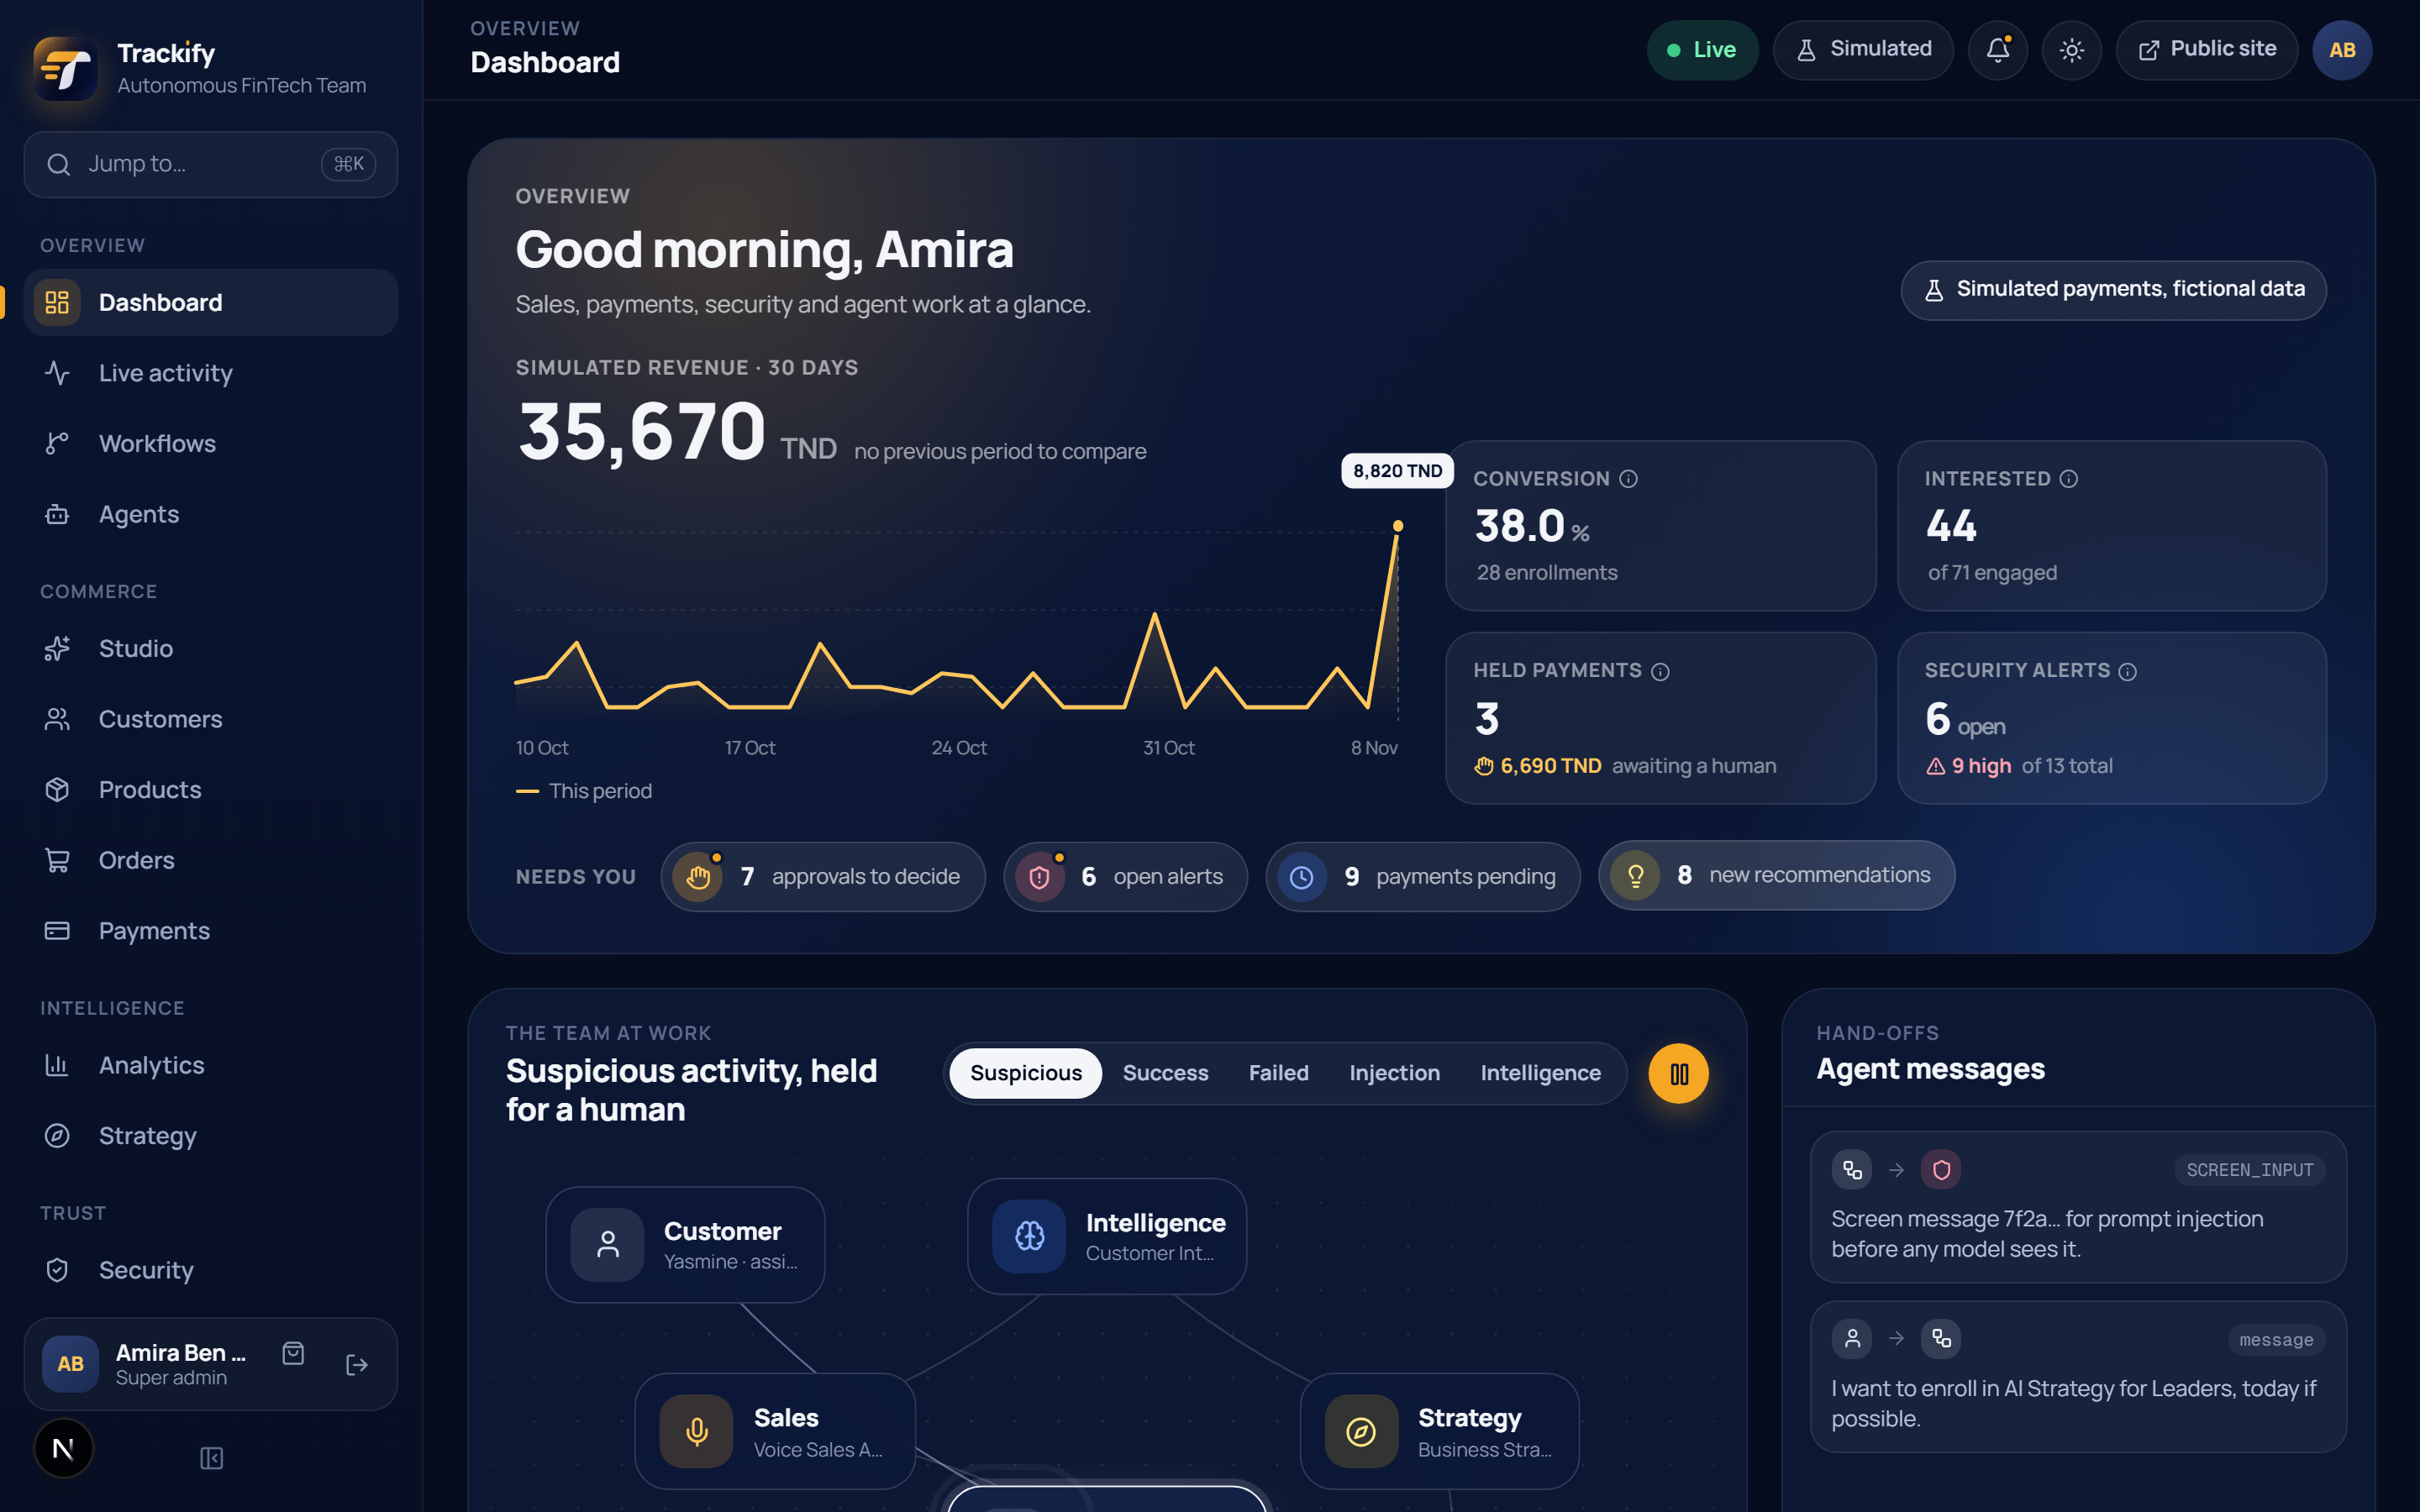 Trackify
Autonomous FinTech Team
Jump to...
⌘K
OVERVIEW
Dashboard
Live activity
Workflows
Agents
COMMERCE
Studio
Customers
Products
Orders
Payments
INTELLIGENCE
Analytics
Strategy
TRUST
Security
AB
Amira Ben ...
Super admin
N
OVERVIEW
Dashboard
Live
Simulated
Public site
AB
OVERVIEW
Good morning, Amira
Sales, payments, security and agent work at a glance.
Simulated payments, fictional data
SIMULATED REVENUE · 30 DAYS
35,670 TND no previous period to compare
8,820 TND
10 Oct 17 Oct 24 Oct 31 Oct 8 Nov
This period
CONVERSION
38.0 %
28 enrollments
INTERESTED
44
of 71 engaged
HELD PAYMENTS
3
6,690 TND awaiting a human
SECURITY ALERTS
6 open
9 high of 13 total
NEEDS YOU
7 approvals to decide
6 open alerts
9 payments pending
8 new recommendations
THE TEAM AT WORK
Suspicious activity, held
for a human
Suspicious Success Failed Injection Intelligence
Customer
Yasmine · assi...
Intelligence
Customer Int...
Sales
Voice Sales A...
Strategy
Business Stra...
HAND-OFFS
Agent messages
SCREEN_INPUT
Screen message 7f2a... for prompt injection
before any model sees it.
message
I want to enroll in AI Strategy for Leaders, today if
possible.